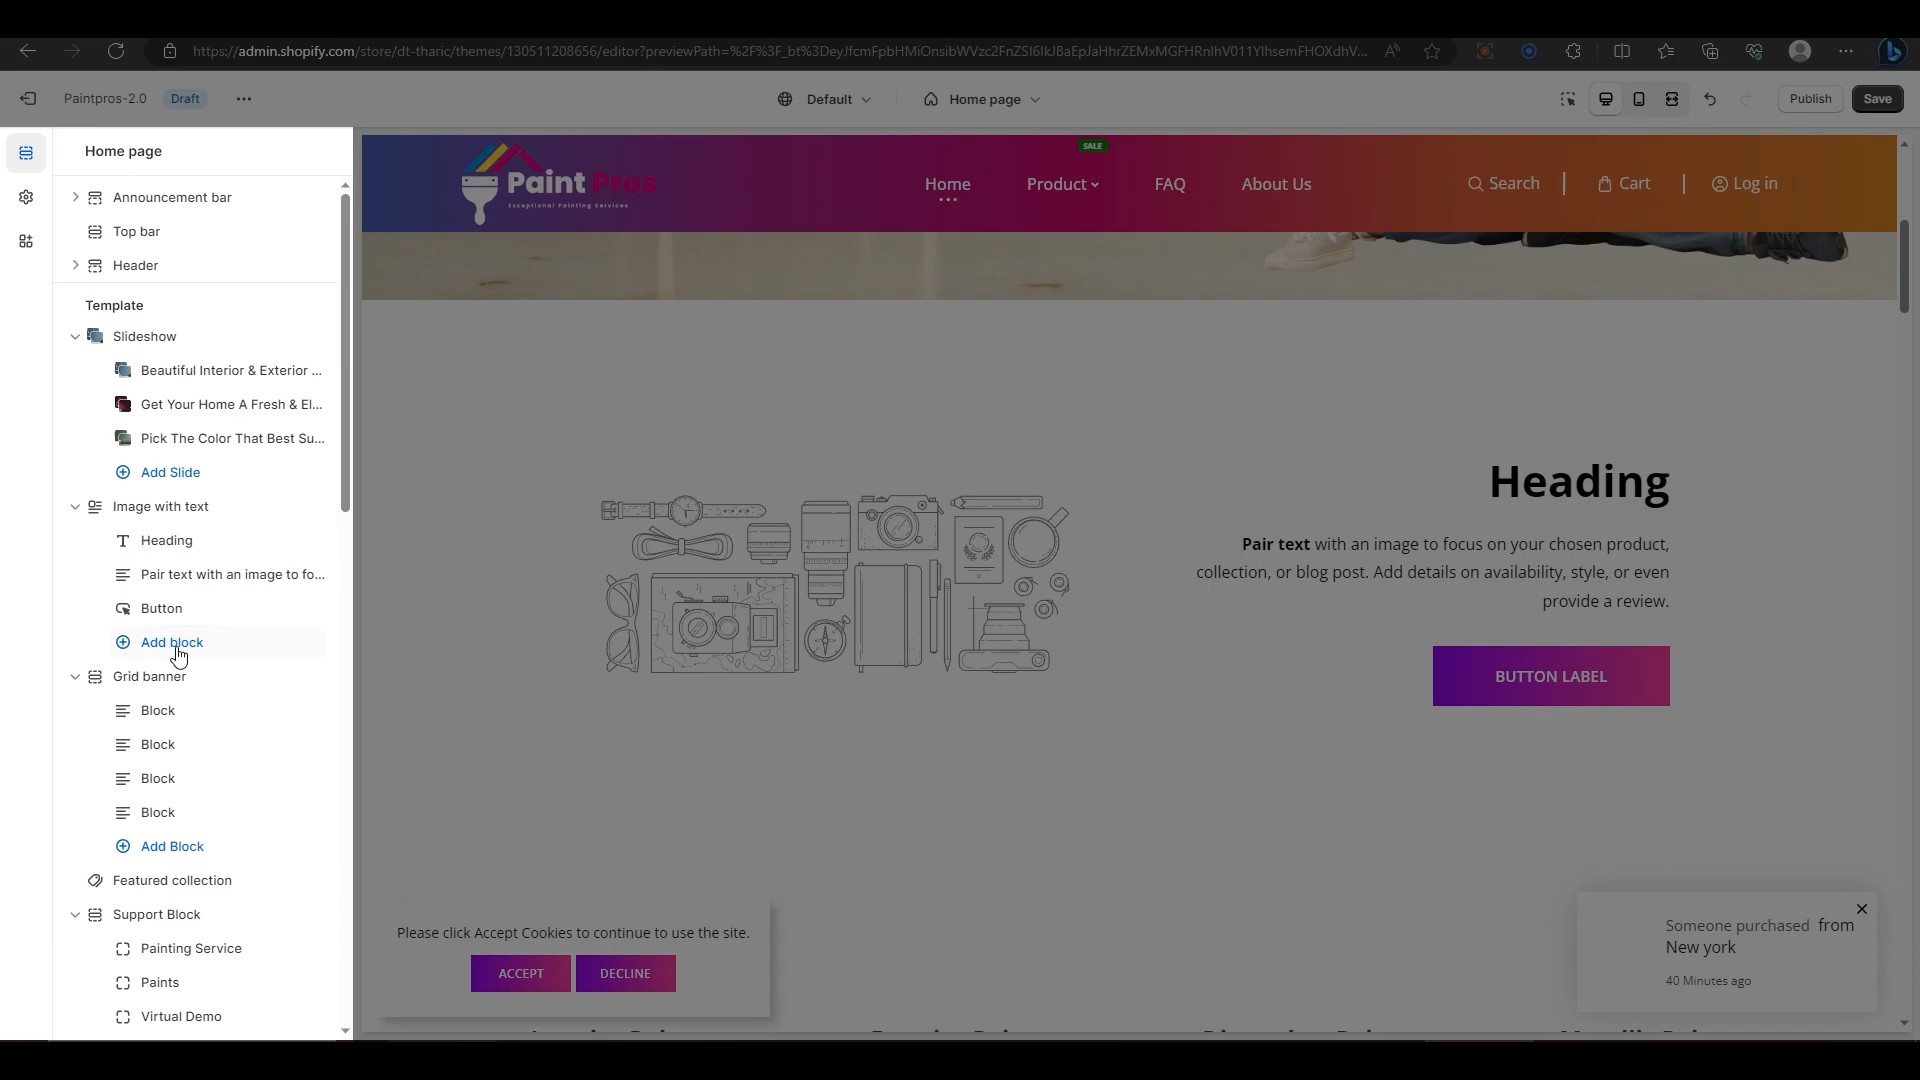 https://admin.shopify.com/store/dt-tharic/themes/130511208656/editor?previewPath=%2F%3F_bt%3DeyJfcmFpbHMiOnsibWVzc2FnZSI6IkJBaEpJaHhrZEMxMGFHRnlhV011YlhsemFHOXdhV...
Paintpros-2.0
Draft
Default
Home page
Publish
Save
Home page
Announcement bar
Top bar
Header
Template
Slideshow
Beautiful Interior & Exterior ...
Get Your Home A Fresh & El...
Pick The Color That Best Su...
Add Slide
Image with text
Heading
Pair text with an image to fo...
Button
Add block
Grid banner
Block
Block
Block
Block
Add Block
Featured collection
Support Block
Painting Service
Paints
Virtual Demo
Paint Pros
Exceptional Painting Services
Home
Product
SALE
FAQ
About Us
Search
Cart
Log in
Heading
Pair text with an image to focus on your chosen product,
collection, or blog post. Add details on availability, style, or even
provide a review.
BUTTON LABEL
Please click Accept Cookies to continue to use the site.
ACCEPT
DECLINE
Someone purchased from
New york
40 Minutes ago